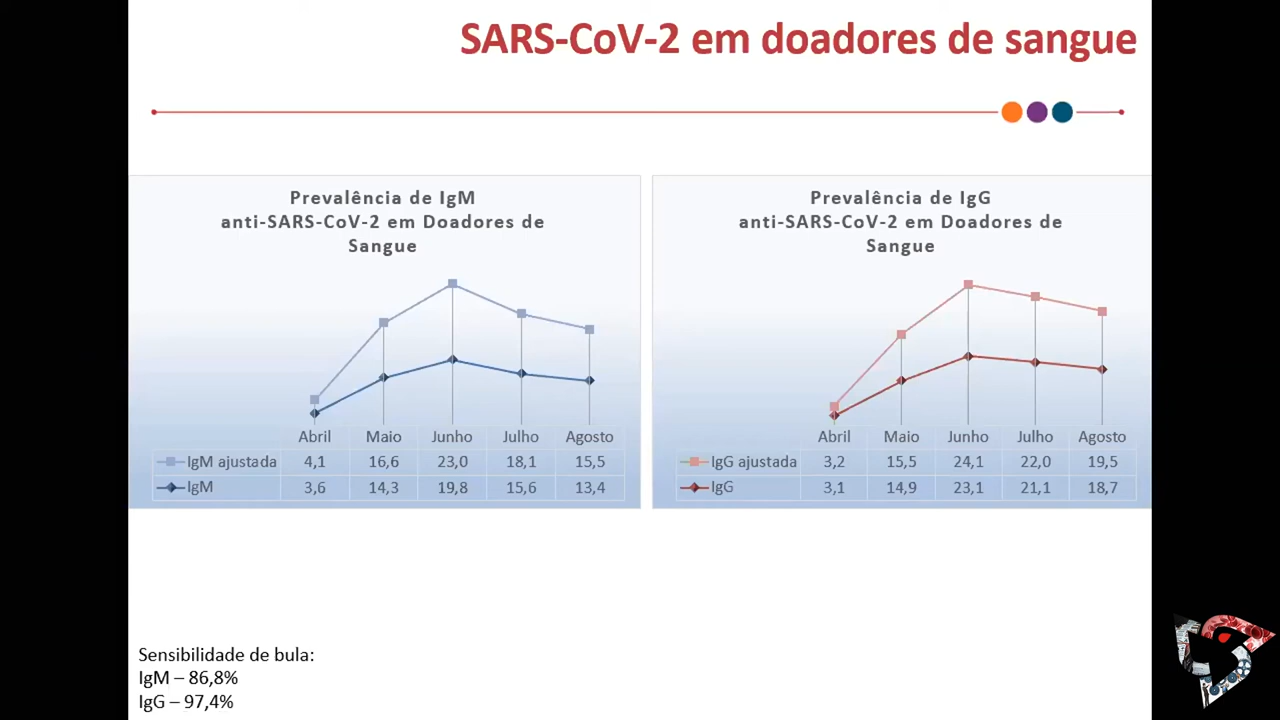 SARS-CoV-2 em doadores de sangue
Prevalência de IgM
anti-SARS-CoV-2 em Doadores de
Sangue
Abril Maio Junho Julho Agosto
IgM ajustada 4,1 16,6 23,0 18,1 15,5
IgM 3,6 14,3 19,8 15,6 13,4
Prevalência de IgG
anti-SARS-CoV-2 em Doadores de
Sangue
Abril Maio Junho Julho Agosto
IgG ajustada 3,2 15,5 24,1 22,0 19,5
IgG 3,1 14,9 23,1 21,1 18,7
Sensibilidade de bula:
IgM – 86,8%
IgG – 97,4%